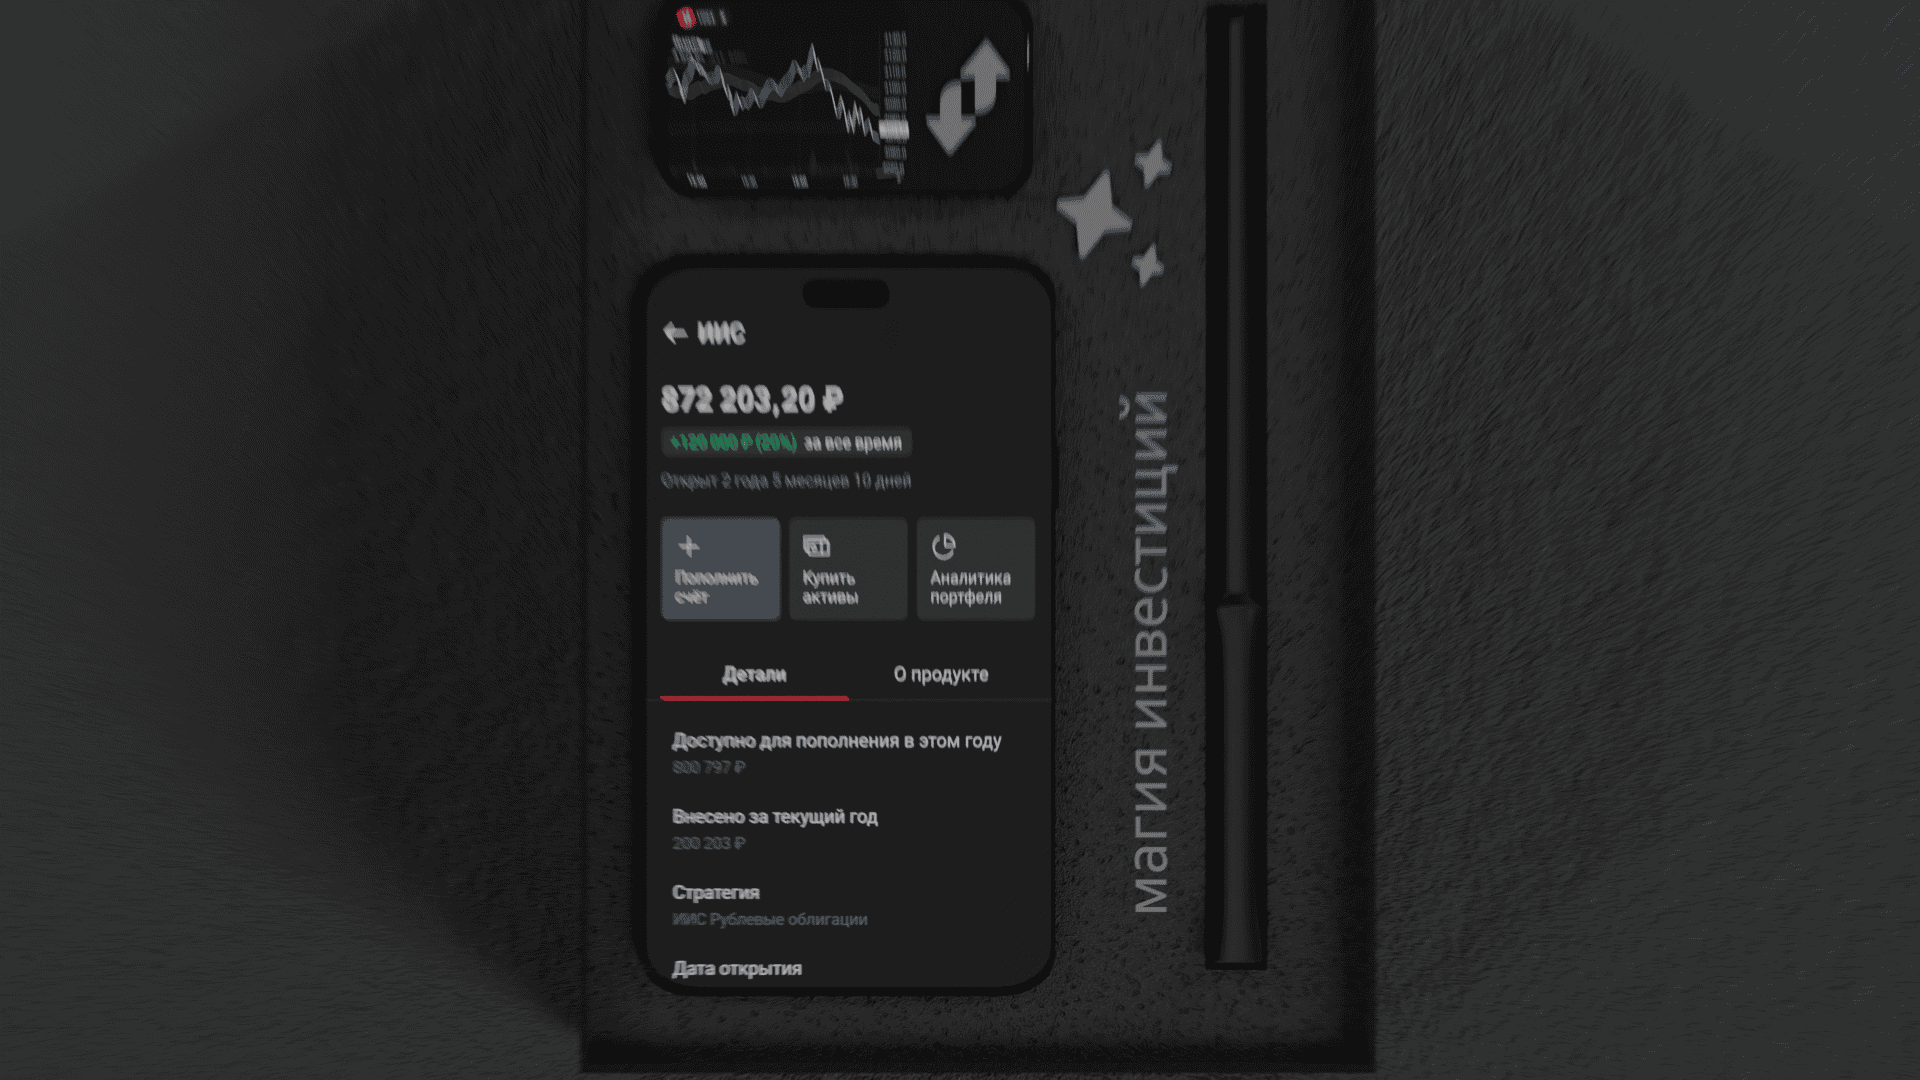 ИИС
872 203,20 ₽
+120 000 ₽ (20%) за все время
Открыт 2 года 5 месяцев 10 дней
Пополнить
счёт
Купить
активы
Аналитика
портфеля
Детали
О продукте
Доступно для пополнения в этом году
800 797 ₽
Внесено за текущий год
200 203 ₽
Стратегия
ИИС Рублевые облигации
Дата открытия
МАГИЯ ИНВЕСТИЦИЙ